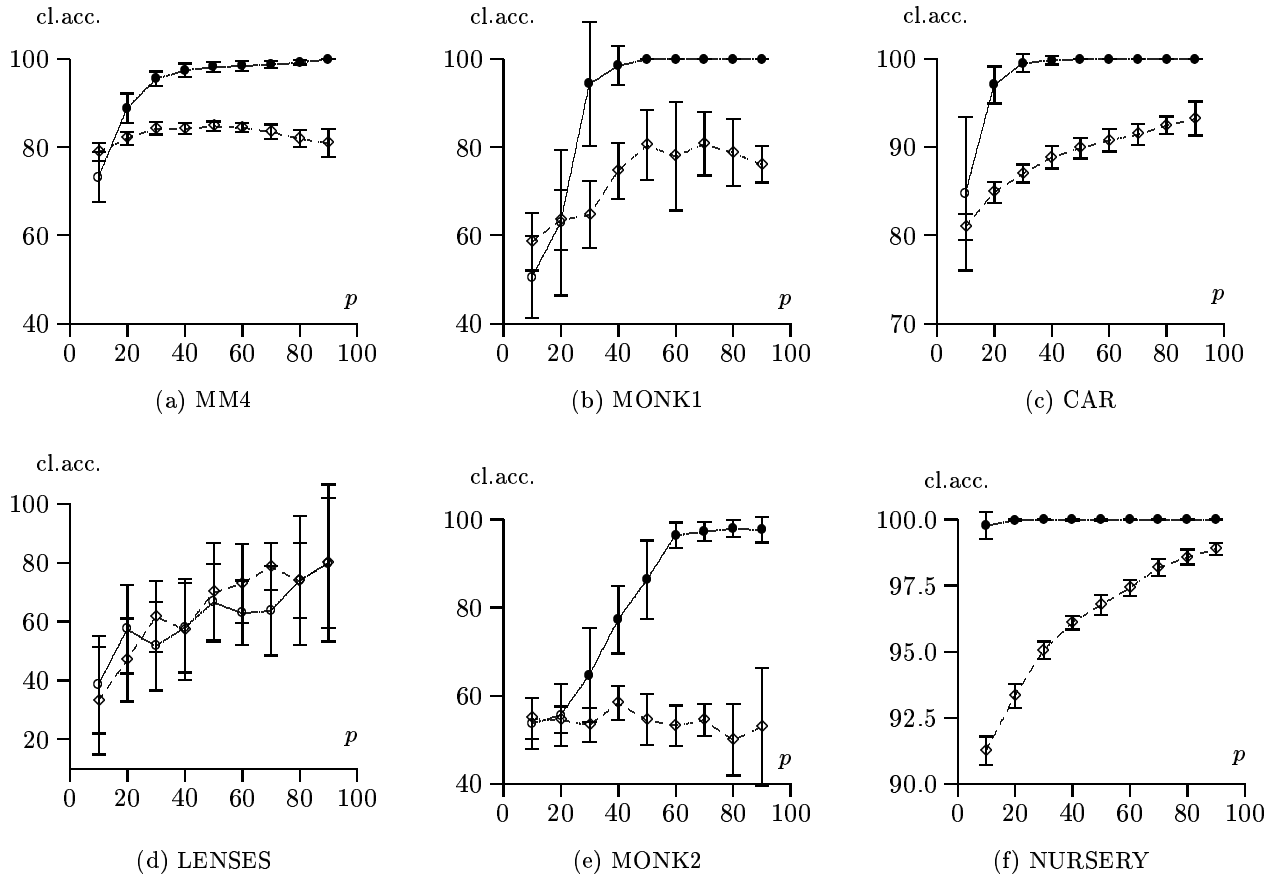 cl.acc.
100
80
60
40
p
0 20 40 60 80 100
(a) MM4
cl.acc.
100
80
60
40
p
0 20 40 60 80 100
(b) MONK1
cl.acc.
100
90
80
70
p
0 20 40 60 80 100
(c) CAR
cl.acc.
100
80
60
40
20
p
0 20 40 60 80 100
(d) LENSES
cl.acc.
100
80
60
40
p
0 20 40 60 80 100
(e) MONK2
cl.acc.
100.0
97.5
95.0
92.5
90.0
p
0 20 40 60 80 100
(f) NURSERY